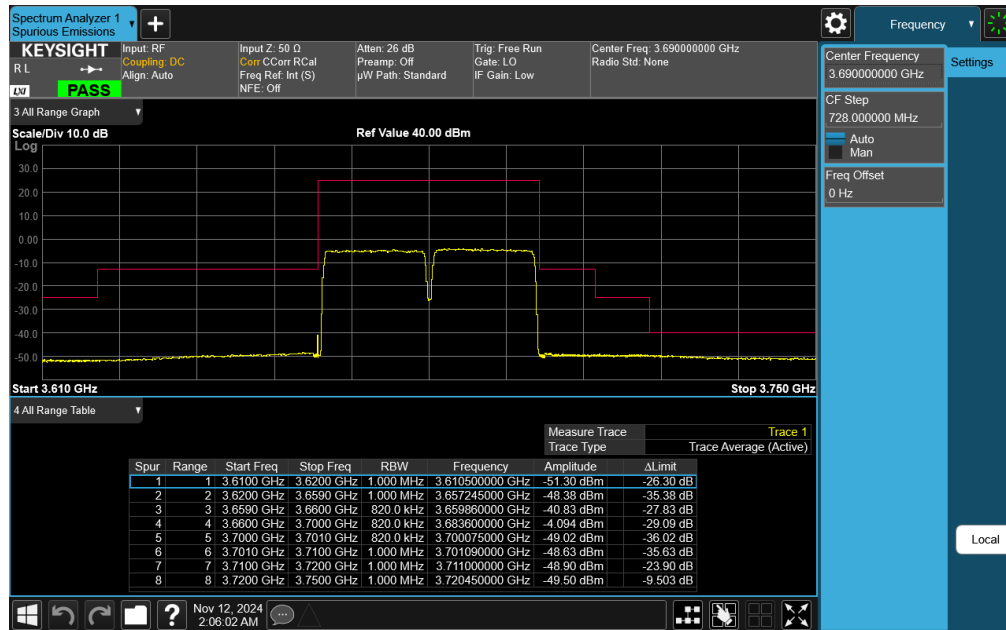 Spectrum Analyzer 1
Spurious Emissions
Frequency
KEYSIGHT
R L
LXI
PASS
Input: RF
Coupling: DC
Align: Auto
Input Z: 50 Ω
Corr CCorr RCal
Freq Ref: Int (S)
NFE: Off
Atten: 26 dB
Preamp: Off
µW Path: Standard
Trig: Free Run
Gate: LO
IF Gain: Low
Center Freq: 3.690000000 GHz
Radio Std: None
Center Frequency
3.690000000 GHz
Settings
CF Step
728.000000 MHz
Auto
Man
Freq Offset
0 Hz
Local
3 All Range Graph
Scale/Div 10.0 dB
Ref Value 40.00 dBm
Log
30.0
20.0
10.0
0.00
-10.0
-20.0
-30.0
-40.0
-50.0
Start 3.610 GHz
Stop 3.750 GHz
4 All Range Table
Measure Trace Trace 1
Trace Type Trace Average (Active)
Spur Range Start Freq Stop Freq RBW Frequency Amplitude ΔLimit
1 1 3.6100 GHz 3.6200 GHz 1.000 MHz 3.610500000 GHz -51.30 dBm -26.30 dB
2 2 3.6200 GHz 3.6590 GHz 1.000 MHz 3.657245000 GHz -48.38 dBm -35.38 dB
3 3 3.6590 GHz 3.6600 GHz 820.0 kHz 3.659860000 GHz -40.83 dBm -27.83 dB
4 4 3.6600 GHz 3.7000 GHz 820.0 kHz 3.683600000 GHz -4.094 dBm -29.09 dB
5 5 3.7000 GHz 3.7010 GHz 820.0 kHz 3.700075000 GHz -49.02 dBm -36.02 dB
6 6 3.7010 GHz 3.7100 GHz 1.000 MHz 3.701090000 GHz -48.63 dBm -35.63 dB
7 7 3.7100 GHz 3.7200 GHz 1.000 MHz 3.711000000 GHz -48.90 dBm -23.90 dB
8 8 3.7200 GHz 3.7500 GHz 1.000 MHz 3.720450000 GHz -49.50 dBm -9.503 dB
?
Nov 12, 2024
2:06:02 AM